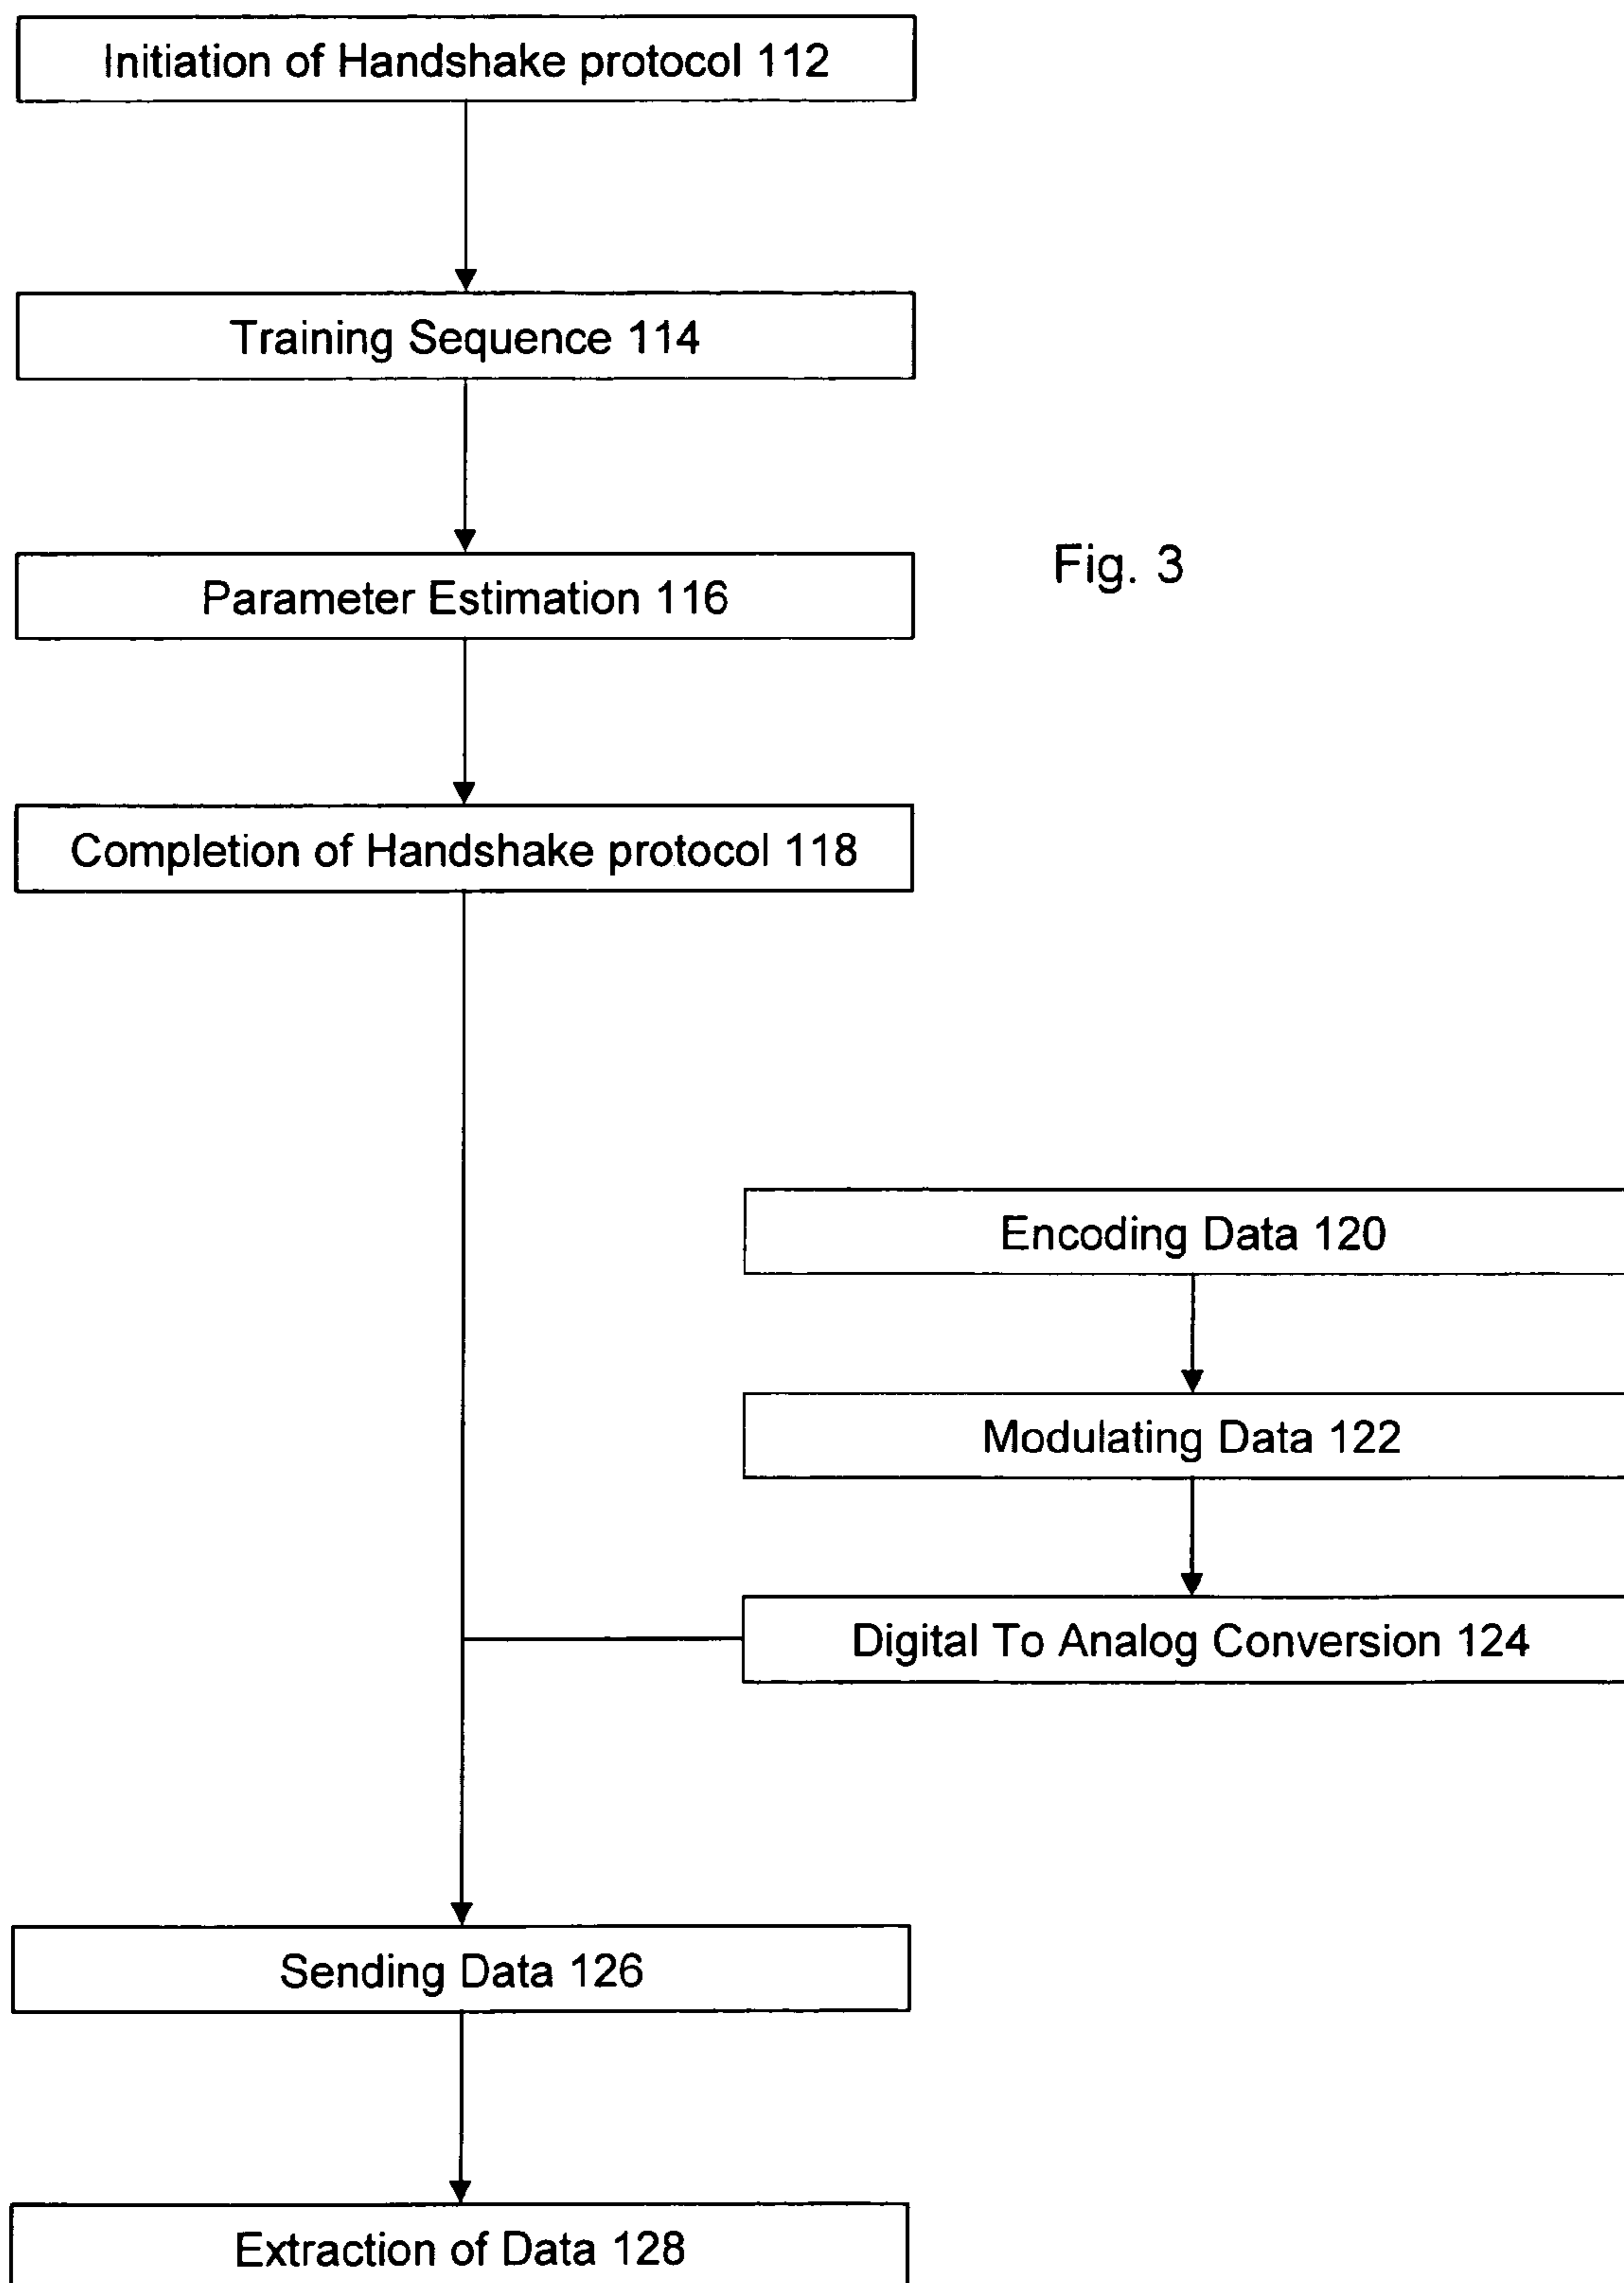 Initiation of Handshake protocol 112
Training Sequence 114
Parameter Estimation 116
Fig. 3
Completion of Handshake protocol 118
Encoding Data 120
Modulating Data 122
Digital To Analog Conversion 124
Sending Data 126
Extraction of Data 128